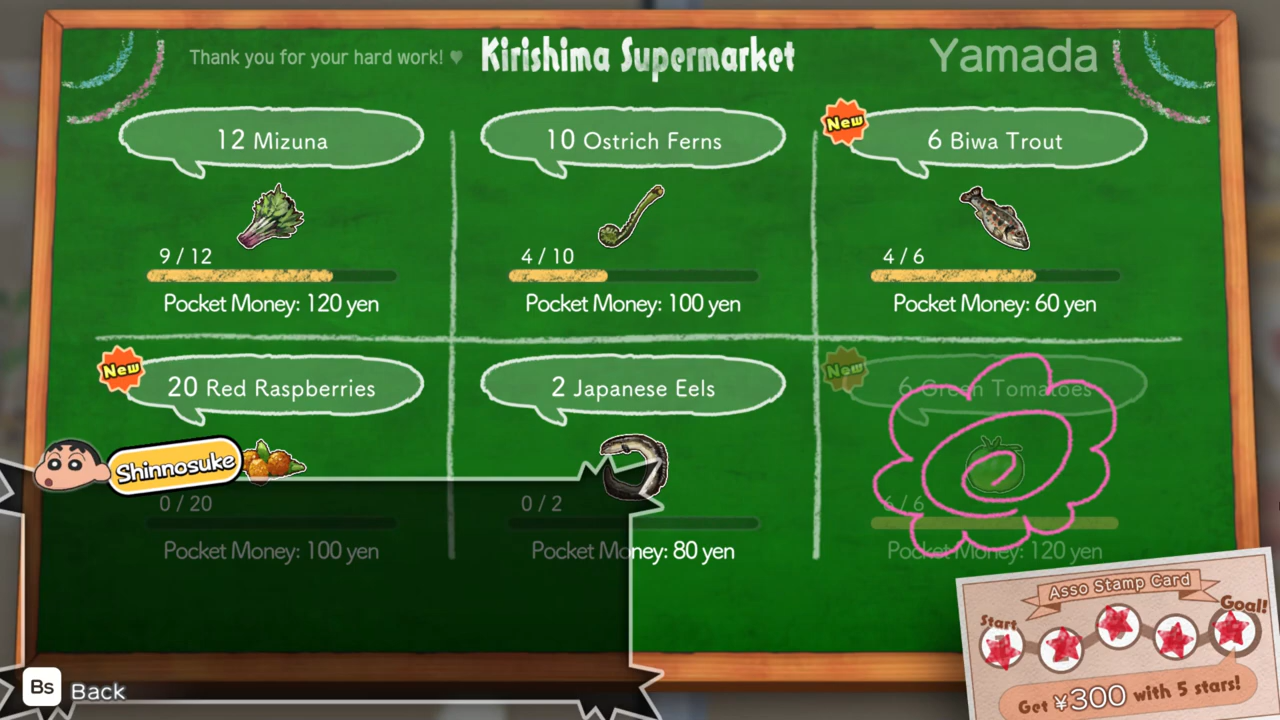 Thank you for your hard work! ♥
Kirishima Supermarket
Yamada
12 Mizuna
9 / 12
Pocket Money: 120 yen
10 Ostrich Ferns
4 / 10
Pocket Money: 100 yen
New
6 Biwa Trout
4 / 6
Pocket Money: 60 yen
New
20 Red Raspberries
0 / 20
Pocket Money: 100 yen
2 Japanese Eels
0 / 2
Pocket Money: 80 yen
New
6 Green Tomatoes
6 / 6
Pocket Money: 120 yen
Shinnosuke
Asso Stamp Card
Start
Goal!
Get ¥300 with 5 stars!
Bs Back